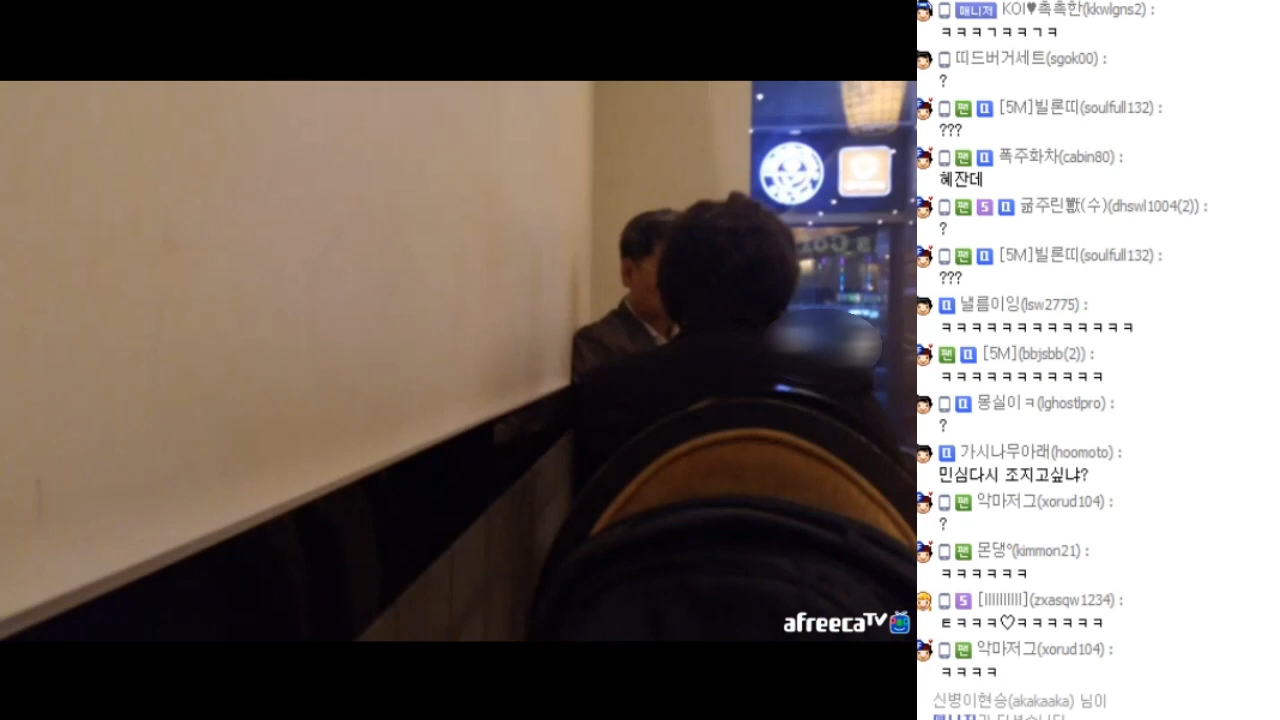 매니저 KOI♥촉촉한(kkwlgns2) :
ㅋㅋㅋㄱㅋㅋㄱㅋ
띠드버거세트(sgok00) :
?
팬 [5M]빌론띠(soulfull132) :
???
팬 폭주화차(cabin80) :
혜잔데
팬 S 굶주린짮(수)(dhswl1004(2)) :
?
[5M]빌론띠(soulfull132) :
???
낼름이잉(lsw2775) :
ㅋㅋㅋㅋㅋㅋㅋㅋㅋㅋㅋㅋㅋ
팬 [5M](bbjsbb(2)) :
ㅋㅋㅋㅋㅋㅋㅋㅋㅋㅋㅋ
몽실이ㅋ(lghostlpro) :
?
가시나무아래(hoomoto) :
민심다시 조지고싶냐?
팬 악마저그(xorud104) :
?
팬 몬댕°(kimmon21) :
ㅋㅋㅋㅋㅋㅋ
S [llllllllll](zxasqw1234) :
ㅌㅋㅋㅋ♡ㅋㅋㅋㅋㅋㅋ
팬 악마저그(xorud104) :
ㅋㅋㅋㅋ
신병이현승(akakaaka) 님이
afreecaTV